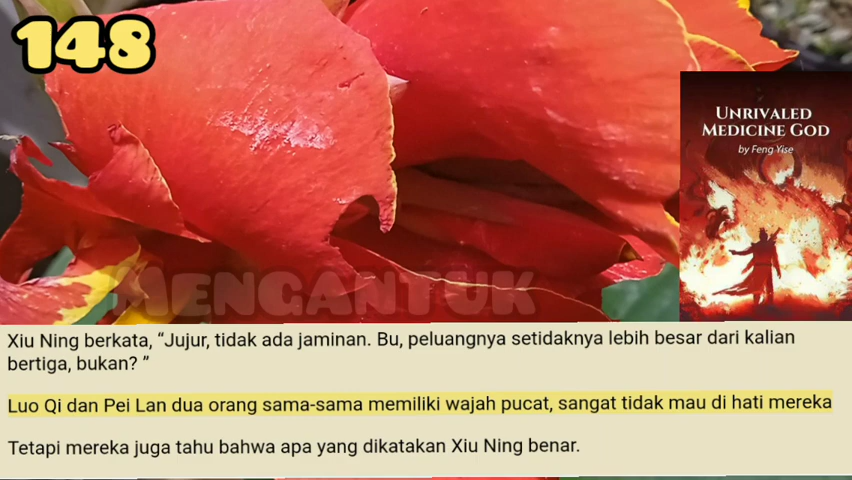 148
UNRIVALED
MEDICINE GOD
by Feng Yise
MENGANTUK
Xiu Ning berkata, “Jujur, tidak ada jaminan. Bu, peluangnya setidaknya lebih besar dari kalian
bertiga, bukan? ”
Luo Qi dan Pei Lan dua orang sama-sama memiliki wajah pucat, sangat tidak mau di hati mereka
Tetapi mereka juga tahu bahwa apa yang dikatakan Xiu Ning benar.